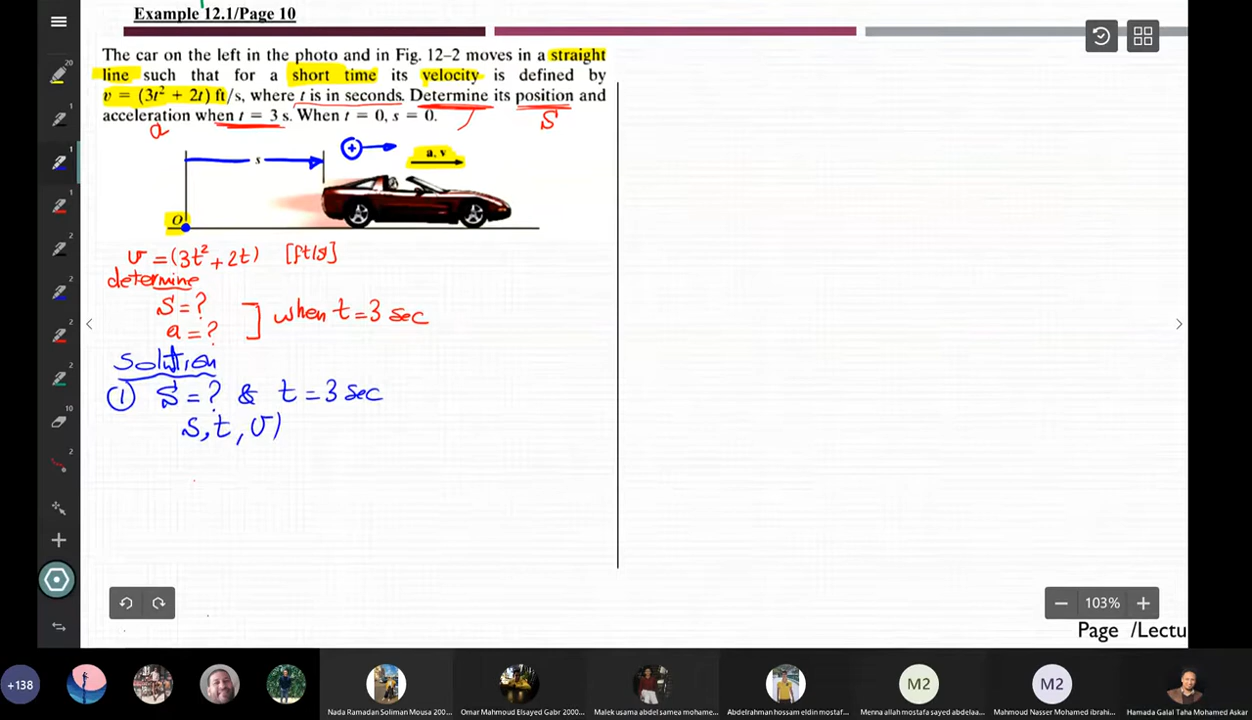 Example 12.1/Page 10
The car on the left in the photo and in Fig. 12–2 moves in a straight
line such that for a short time its velocity is defined by
v = (3t² + 2t) ft/s, where t is in seconds. Determine its position and
acceleration when t = 3 s. When t = 0, s = 0.
a
S
+
a, v
s
O
v = (3t² + 2t) [ft/s]
determine
S = ?
a = ?
when t = 3 sec
Solution
① S = ? & t = 3 sec
s, t, v)
103%
Page /Lectu
+138
M2
M2
Nada Ramadan Soliman Mousa 200...
Omar Mahmoud Elsayed Gabr 2000...
Malek usama abdel samea mohame...
Abdelrahman hossam eldin mostaf...
Menna allah mostafa sayed abdelaa...
Mahmoud Nasser Mohamed ibrahi...
Hamada Galal Taha Mohamed Askar